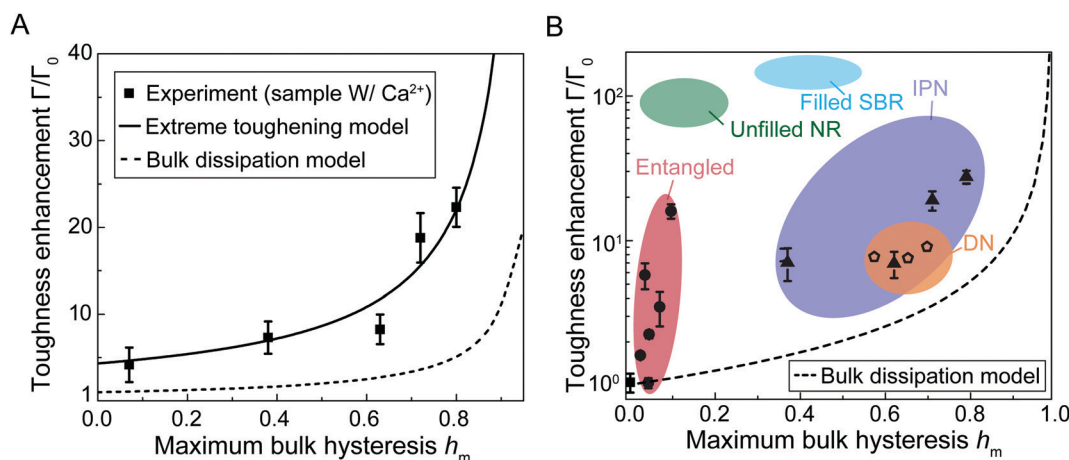 A
Toughness enhancement Γ/Γ₀
40
30
20
10
1
Experiment (sample W/ Ca²⁺)
Extreme toughening model
Bulk dissipation model
0.0
0.2
0.4
0.6
0.8
Maximum bulk hysteresis hₘ
B
Toughness enhancement Γ/Γ₀
10²
10¹
10⁰
Filled SBR
IPN
Unfilled NR
Entangled
DN
Bulk dissipation model
0.0
0.2
0.4
0.6
0.8
1.0
Maximum bulk hysteresis hₘ